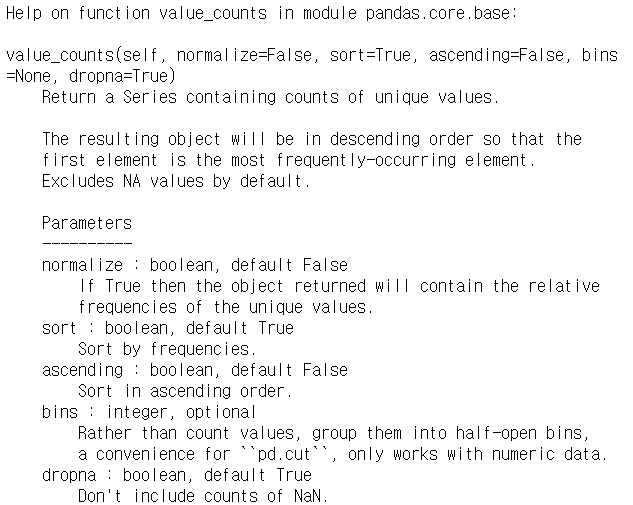 Help on function value_counts in module pandas.core.base:

value_counts(self, normalize=False, sort=True, ascending=False, bins
=None, dropna=True)
    Return a Series containing counts of unique values.

    The resulting object will be in descending order so that the
    first element is the most frequently-occurring element.
    Excludes NA values by default.

    Parameters
    ----------
    normalize : boolean, default False
        If True then the object returned will contain the relative
        frequencies of the unique values.
    sort : boolean, default True
        Sort by frequencies.
    ascending : boolean, default False
        Sort in ascending order.
    bins : integer, optional
        Rather than count values, group them into half-open bins,
        a convenience for ``pd.cut``, only works with numeric data.
    dropna : boolean, default True
        Don't include counts of NaN.